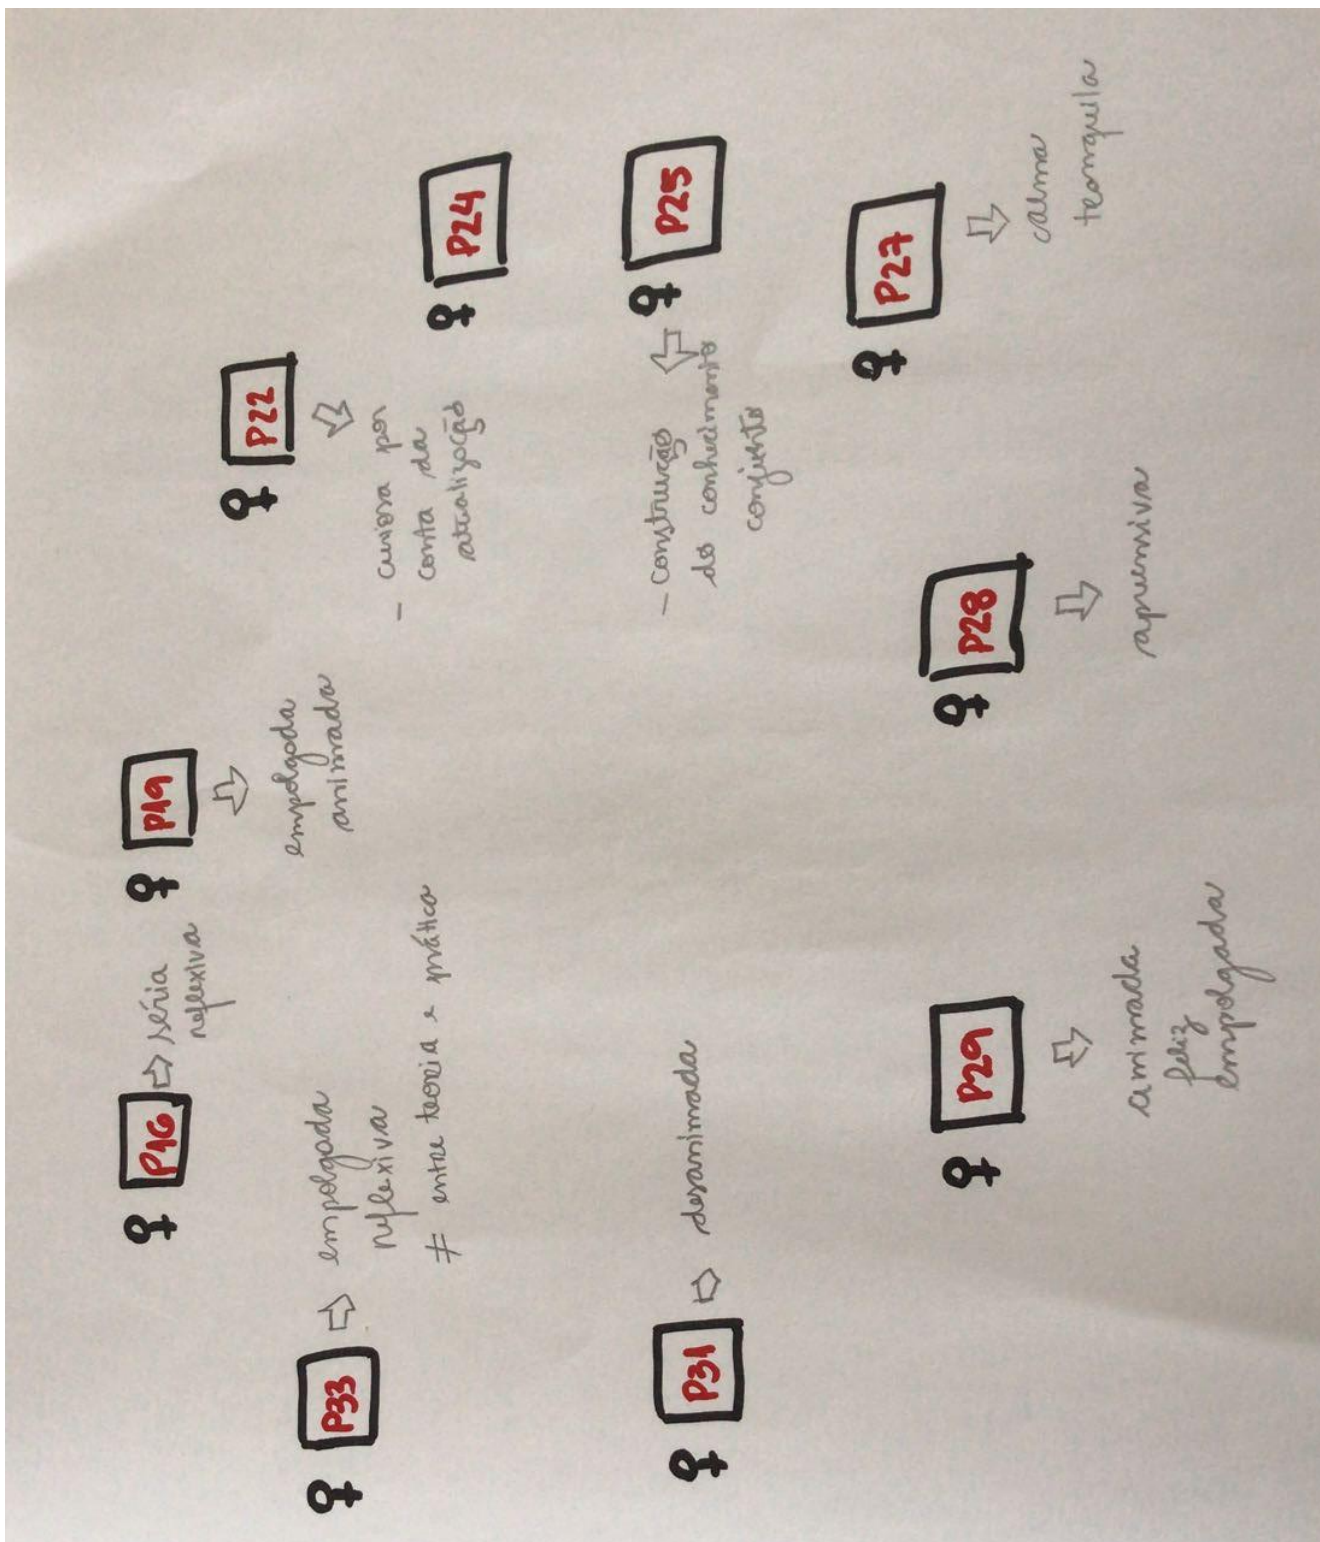 P16
séria
reflexiva
P19
empolgada
animada
P22
- curiosa por
conta da
atualização
P33
empolgada
reflexiva
≠ entre teoria e prática
P24
P25
- construção
do conhecimento
conjunto
P31
desanimada
P27
calma
tranquila
P28
apreensiva
P29
animada
feliz
empolgada